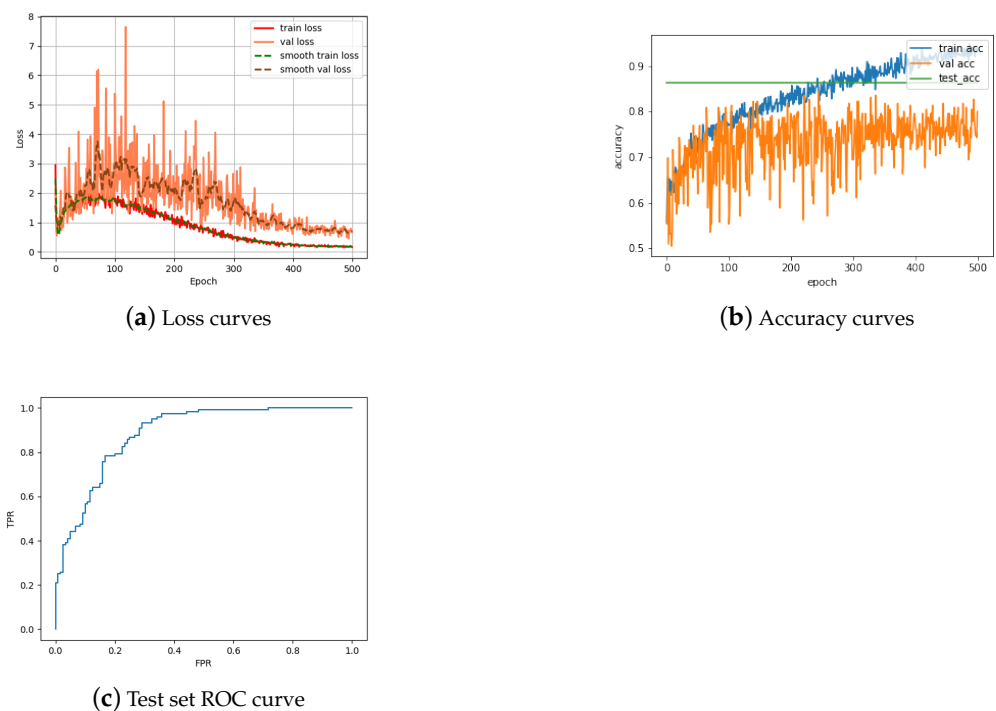 8
7
6
5
4
3
2
1
0
Loss
train loss
val loss
smooth train loss
smooth val loss
0 100 200 300 400 500
Epoch
(a) Loss curves
0.9
0.8
0.7
0.6
0.5
accuracy
train acc
val acc
test_acc
0 100 200 300 400 500
epoch
(b) Accuracy curves
1.0
0.8
0.6
0.4
0.2
0.0
TPR
0.0 0.2 0.4 0.6 0.8 1.0
FPR
(c) Test set ROC curve